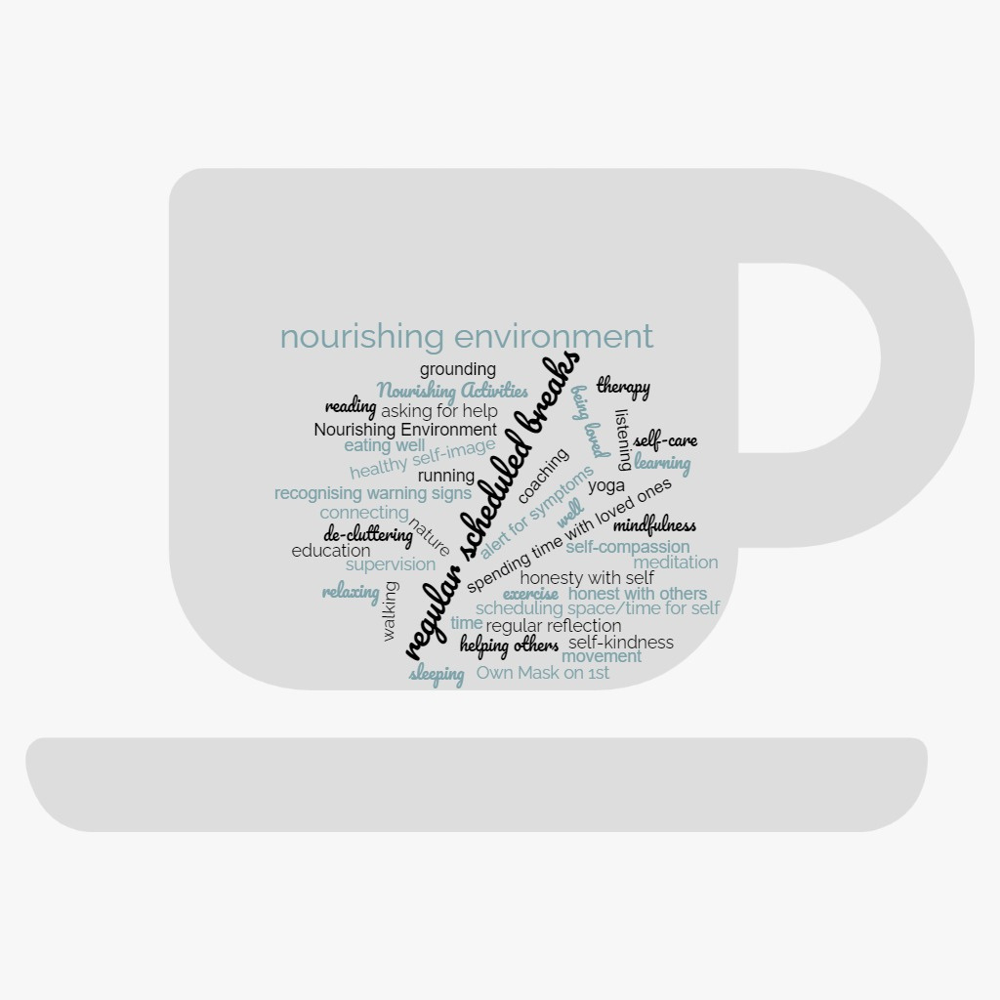 nourishing environment
grounding
regular scheduled breaks
Nourishing Activities
therapy
being loved
reading
asking for help
listening
Nourishing Environment
self-care
eating well
healthy self-image
learning
coaching
running
alert for symptoms
yoga
recognising warning signs
spending time with loved ones
connecting
well
nature
mindfulness
de-cluttering
education
self-compassion
supervision
meditation
honesty with self
relaxing
walking
exercise
honest with others
scheduling space/time for self
time
regular reflection
helping others
self-kindness
movement
sleeping
Own Mask on 1st